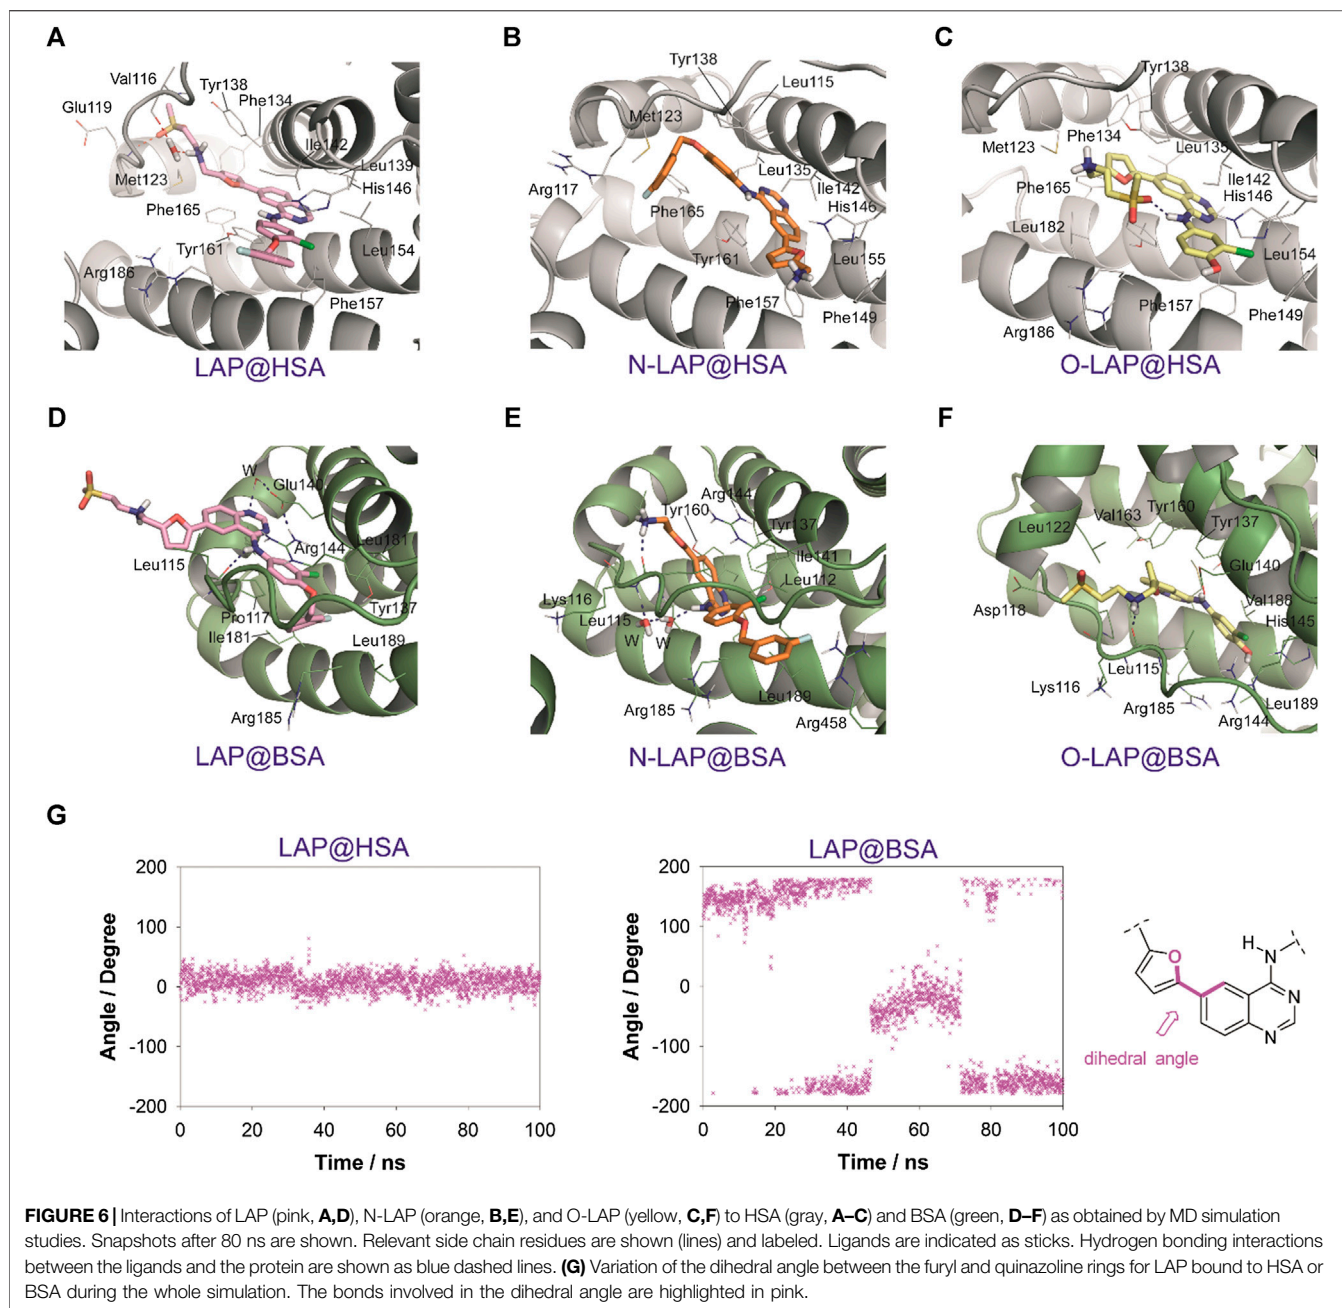 A
Val116
Tyr138
Glu119
Phe134
Ile142
Leu139
Met123
His146
Phe165
Tyr161
Leu154
Arg186
Phe157
LAP@HSA
B
Tyr138
Leu115
Met123
Leu135
Arg117
Ile142
Phe165
His146
Tyr161
Leu155
Phe157
Phe149
N-LAP@HSA
C
Tyr138
Phe134
Met123
Leu135
Phe165
Ile142
His146
Leu182
Leu154
Phe157
Phe149
Arg186
O-LAP@HSA
D
W
Glu140
Leu181
Arg144
Leu115
Pro117
Tyr137
Ile181
Leu189
Arg185
LAP@BSA
E
Arg144
Tyr160
Tyr137
Ile141
Leu112
Lys116
Leu115
W W
Leu189
Arg185
Arg458
N-LAP@BSA
F
Val163
Tyr160
Leu122
Tyr137
Glu140
Asp118
Val188
His145
Leu115
Lys116
Arg185
Leu189
Arg144
O-LAP@BSA
G
LAP@HSA
200
100
0
-100
-200
Angle / Degree
0 20 40 60 80 100
Time / ns
LAP@BSA
200
100
0
-100
-200
Angle / Degree
0 20 40 60 80 100
Time / ns
O
H
N
N
N
dihedral angle
FIGURE 6 | Interactions of LAP (pink, A,D), N-LAP (orange, B,E), and O-LAP (yellow, C,F) to HSA (gray, A–C) and BSA (green, D–F) as obtained by MD simulation
studies. Snapshots after 80 ns are shown. Relevant side chain residues are shown (lines) and labeled. Ligands are indicated as sticks. Hydrogen bonding interactions
between the ligands and the protein are shown as blue dashed lines. (G) Variation of the dihedral angle between the furyl and quinazoline rings for LAP bound to HSA or
BSA during the whole simulation. The bonds involved in the dihedral angle are highlighted in pink.